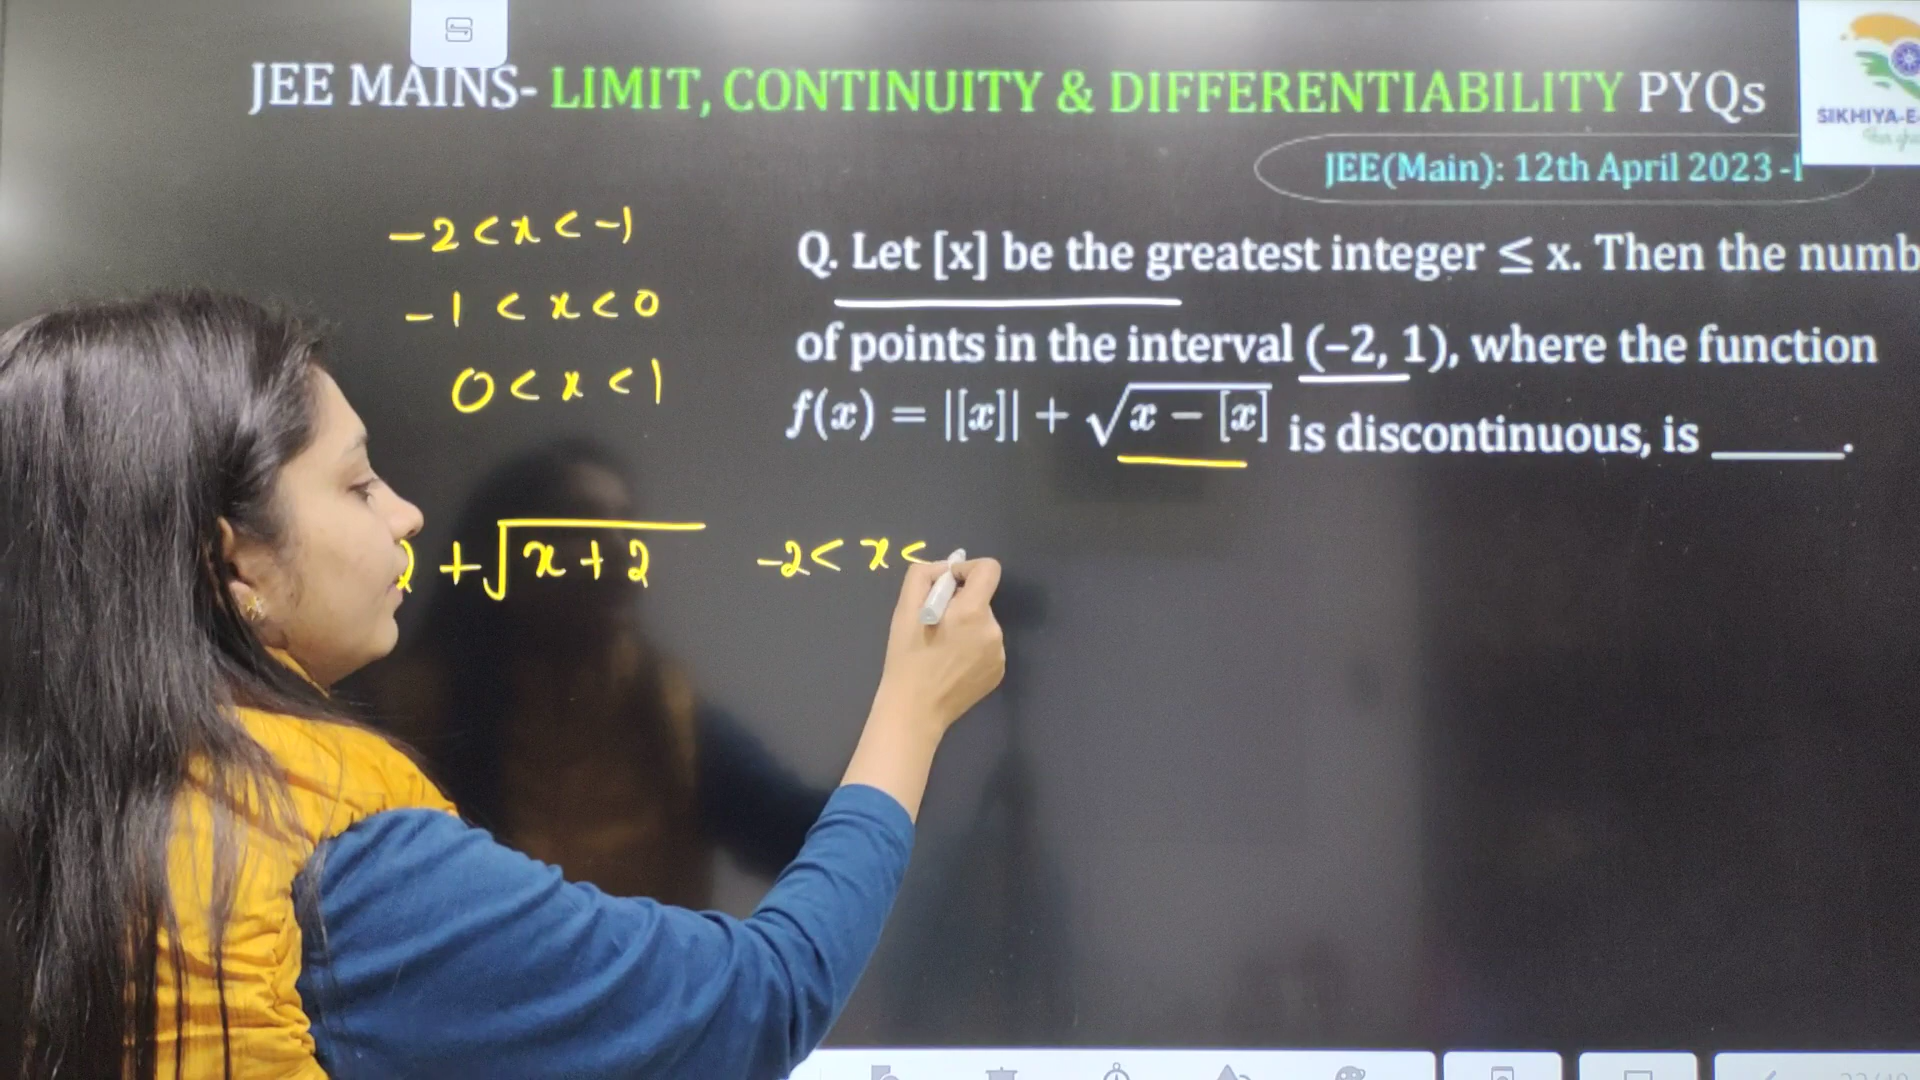 JEE MAINS- LIMIT, CONTINUITY & DIFFERENTIABILITY PYQs
SIKHIYA-E-
JEE(Main): 12th April 2023 -I
-2 < x < -1
-1 < x < 0
0 < x < 1
Q. Let [x] be the greatest integer ≤ x. Then the numb
of points in the interval (−2, 1), where the function
f(x) = |[x]| + √x − [x] is discontinuous, is ______.
2 + √x + 2 -2 < x <